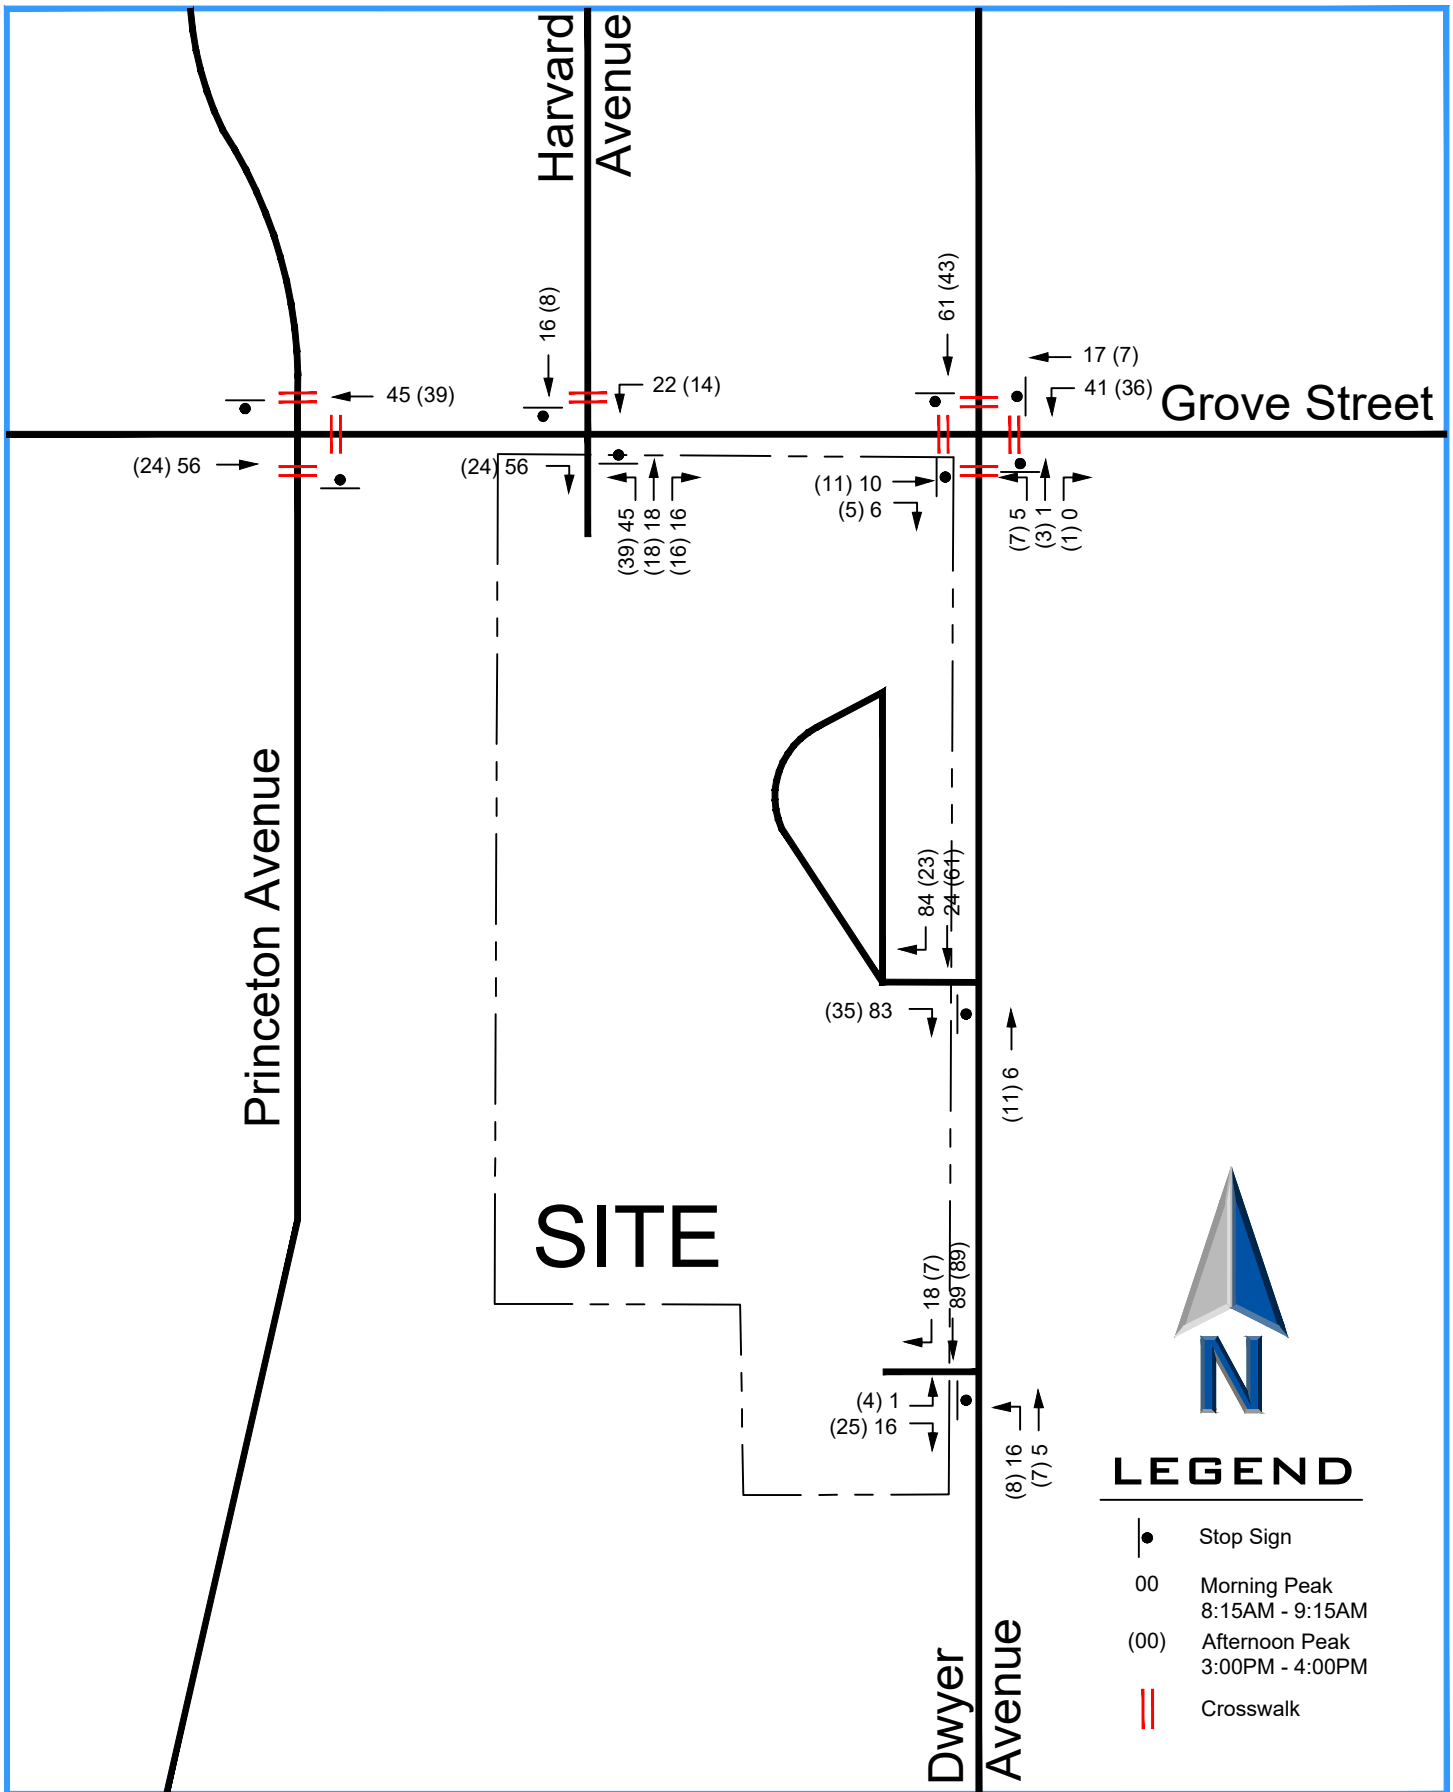 Harvard
Avenue
16 (8)
61 (43)
17 (7)
45 (39)
22 (14)
41 (36)
Grove Street
(24) 56
(24) 56
(11) 10
(5) 6
(39) 45
(18) 18
(16) 16
(7) 5
(3) 1
(1) 0
Princeton Avenue
84 (23)
24 (61)
(35) 83
(11) 6
SITE
18 (7)
89 (89)
(4) 1
(25) 16
(8) 16
(7) 5
N
LEGEND
Stop Sign
00 Morning Peak
8:15AM - 9:15AM
(00) Afternoon Peak
3:00PM - 4:00PM
Crosswalk
Dwyer
Avenue